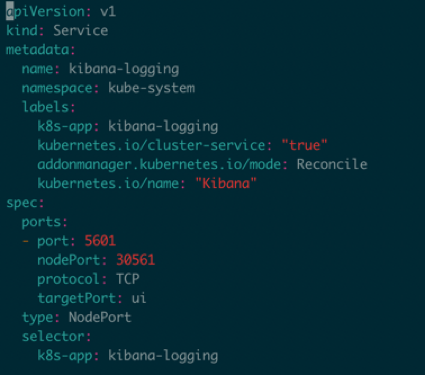 apiVersion: v1
kind: Service
metadata:
  name: kibana-logging
  namespace: kube-system
  labels:
    k8s-app: kibana-logging
    kubernetes.io/cluster-service: "true"
    addonmanager.kubernetes.io/mode: Reconcile
    kubernetes.io/name: "Kibana"
spec:
  ports:
  - port: 5601
    nodePort: 30561
    protocol: TCP
    targetPort: ui
  type: NodePort
  selector:
    k8s-app: kibana-logging